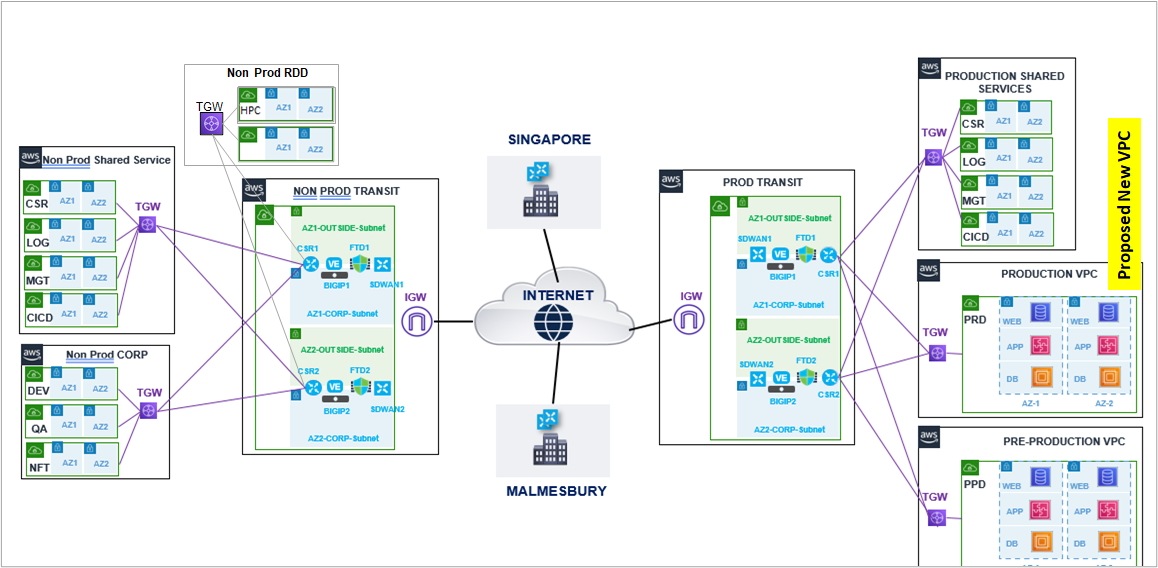 Non Prod RDD
TGW
HPC
AZ1
AZ2
AZ1
AZ2
aws
Non Prod Shared Service
CSR
AZ1
AZ2
LOG
AZ1
AZ2
MGT
AZ1
AZ2
CICD
AZ1
AZ2
TGW
aws
Non Prod CORP
DEV
AZ1
AZ2
QA
AZ1
AZ2
NFT
AZ1
AZ2
TGW
aws
NON PROD TRANSIT
AZ1-OUTSIDE-Subnet
CSR1
VE
BIGIP1
FTD1
SDWAN1
AZ1-CORP-Subnet
AZ2-OUTSIDE-Subnet
CSR2
VE
BIGIP2
FTD2
SDWAN2
AZ2-CORP-Subnet
IGW
SINGAPORE
INTERNET
MALMESBURY
IGW
aws
PROD TRANSIT
AZ1-OUTSIDE-Subnet
SDWAN1
VE
BIGIP1
FTD1
CSR1
AZ1-CORP-Subnet
AZ2-OUTSIDE-Subnet
SDWAN2
VE
BIGIP2
FTD2
CSR2
AZ2-CORP-Subnet
aws
PRODUCTION SHARED
SERVICES
TGW
CSR
AZ1
AZ2
LOG
AZ1
AZ2
MGT
AZ1
AZ2
CICD
AZ1
AZ2
Proposed New VPC
aws
PRODUCTION VPC
TGW
PRD
WEB
WEB
APP
APP
DB
DB
AZ-1
AZ-2
aws
PRE-PRODUCTION VPC
TGW
PPD
WEB
WEB
APP
APP
DB
DB